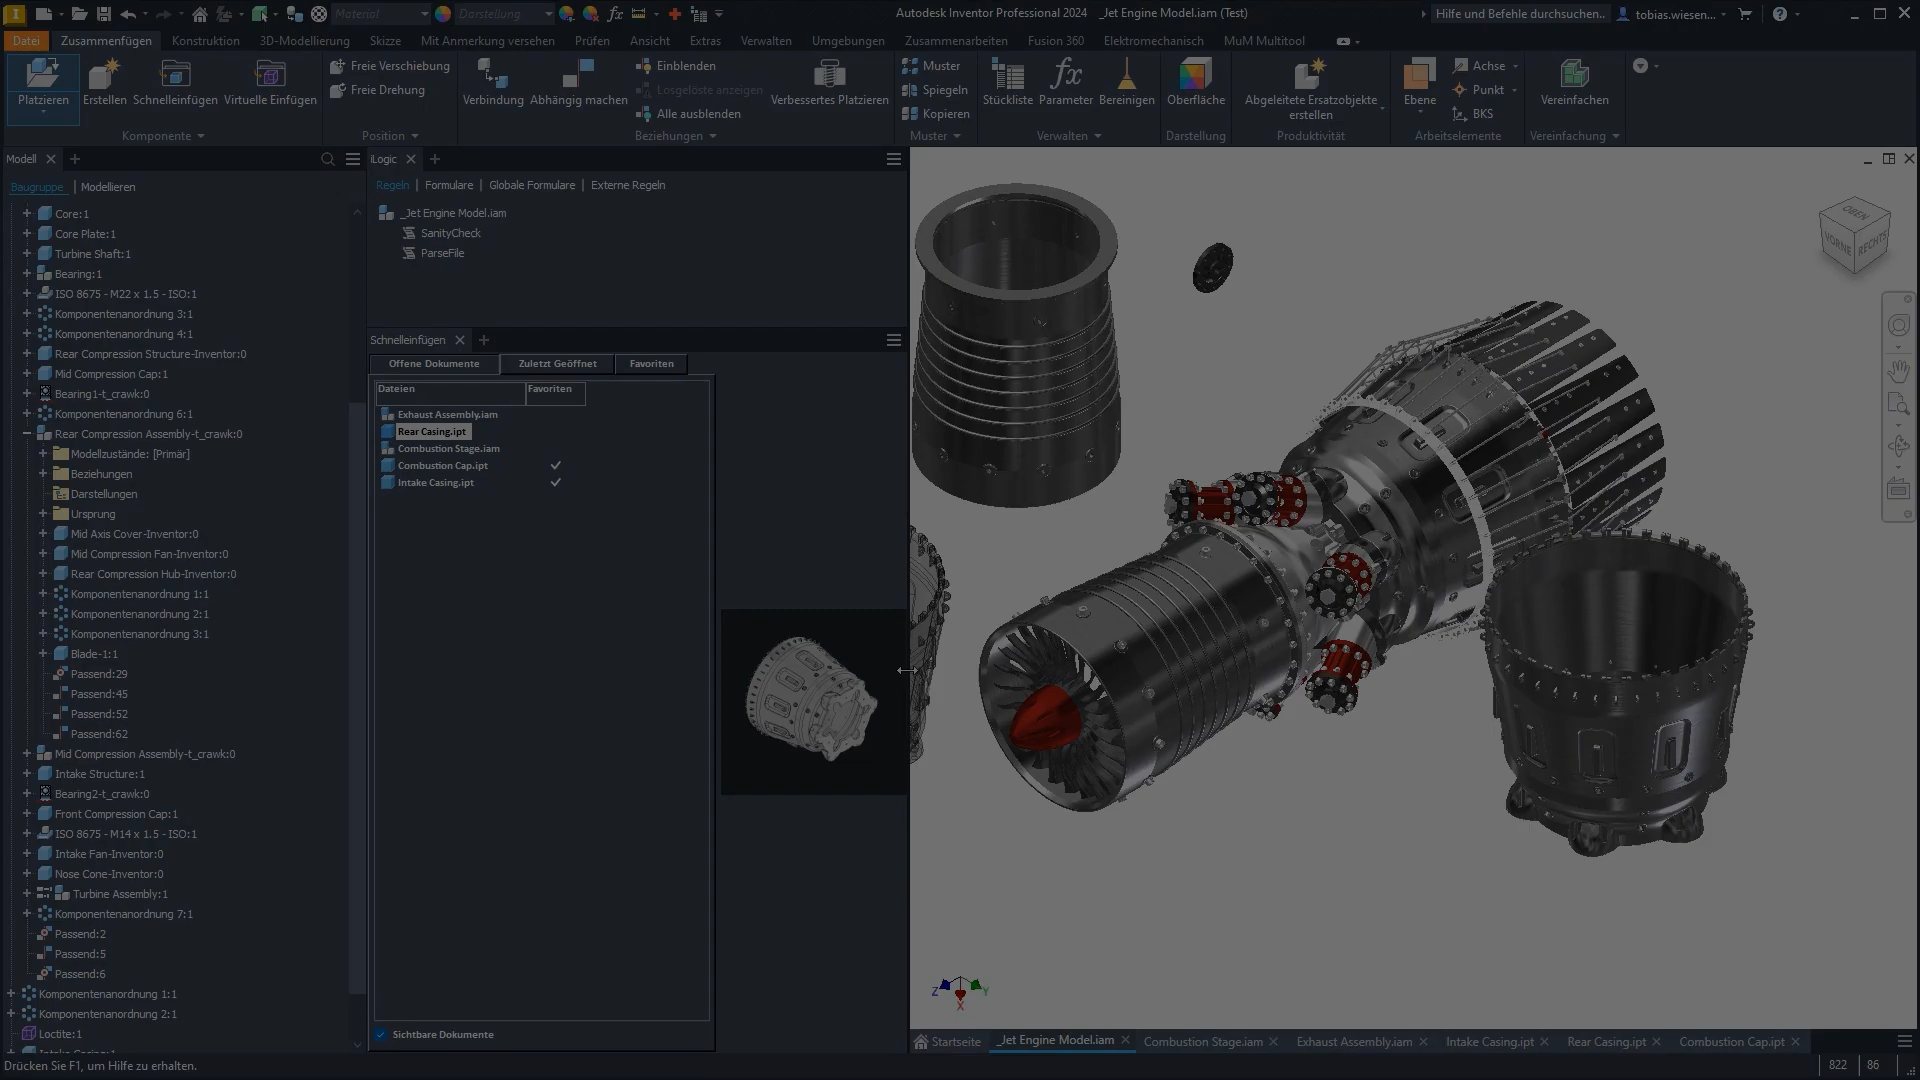 Material
Darstellung
Autodesk Inventor Professional 2024
_Jet Engine Model.iam (Test)
Hilfe und Befehle durchsuchen..
tobias.wiesen...
Datei
Zusammenfügen
Konstruktion
3D-Modellierung
Skizze
Mit Anmerkung versehen
Prüfen
Ansicht
Extras
Verwalten
Umgebungen
Zusammenarbeiten
Fusion 360
Elektromechanisch
MuM Multitool
Platzieren
Erstellen
Schnelleinfügen
Virtuelle Einfügen
Komponente
Freie Verschiebung
Freie Drehung
Position
Verbindung
Abhängig machen
Einblenden
Losgelöste anzeigen
Alle ausblenden
Beziehungen
Verbessertes Platzieren
Muster
Spiegeln
Kopieren
Muster
Stückliste
Parameter
Bereinigen
Verwalten
Oberfläche
Darstellung
Abgeleitete Ersatzobjekte
erstellen
Produktivität
Ebene
Achse
Punkt
BKS
Arbeitselemente
Vereinfachen
Vereinfachung
Modell
Baugruppe | Modellieren
Core:1
Core Plate:1
Turbine Shaft:1
Bearing:1
ISO 8675 - M22 x 1.5 - ISO:1
Komponentenanordnung 3:1
Komponentenanordnung 4:1
Rear Compression Structure-Inventor:0
Mid Compression Cap:1
Bearing1-t_crawk:0
Komponentenanordnung 6:1
Rear Compression Assembly-t_crawk:0
Modellzustände: [Primär]
Beziehungen
Darstellungen
Ursprung
Mid Axis Cover-Inventor:0
Mid Compression Fan-Inventor:0
Rear Compression Hub-Inventor:0
Komponentenanordnung 1:1
Komponentenanordnung 2:1
Komponentenanordnung 3:1
Blade-1:1
Passend:29
Passend:45
Passend:52
Passend:62
Mid Compression Assembly-t_crawk:0
Intake Structure:1
Bearing2-t_crawk:0
Front Compression Cap:1
ISO 8675 - M14 x 1.5 - ISO:1
Intake Fan-Inventor:0
Nose Cone-Inventor:0
Turbine Assembly:1
Komponentenanordnung 7:1
Passend:2
Passend:5
Passend:6
Komponentenanordnung 1:1
Komponentenanordnung 2:1
Loctite:1
Intake Casing:1
iLogic
Regeln | Formulare | Globale Formulare | Externe Regeln
_Jet Engine Model.iam
SanityCheck
ParseFile
Schnelleinfügen
Offene Dokumente
Zuletzt Geöffnet
Favoriten
Dateien
Favoriten
Exhaust Assembly.iam
Rear Casing.ipt
Combustion Stage.iam
Combustion Cap.ipt
Intake Casing.ipt
Sichtbare Dokumente
OBEN
VORNE
RECHTS
Z
Y
X
Startseite
_Jet Engine Model.iam
Combustion Stage.iam
Exhaust Assembly.iam
Intake Casing.ipt
Rear Casing.ipt
Combustion Cap.ipt
Drücken Sie F1, um Hilfe zu erhalten.
822
86